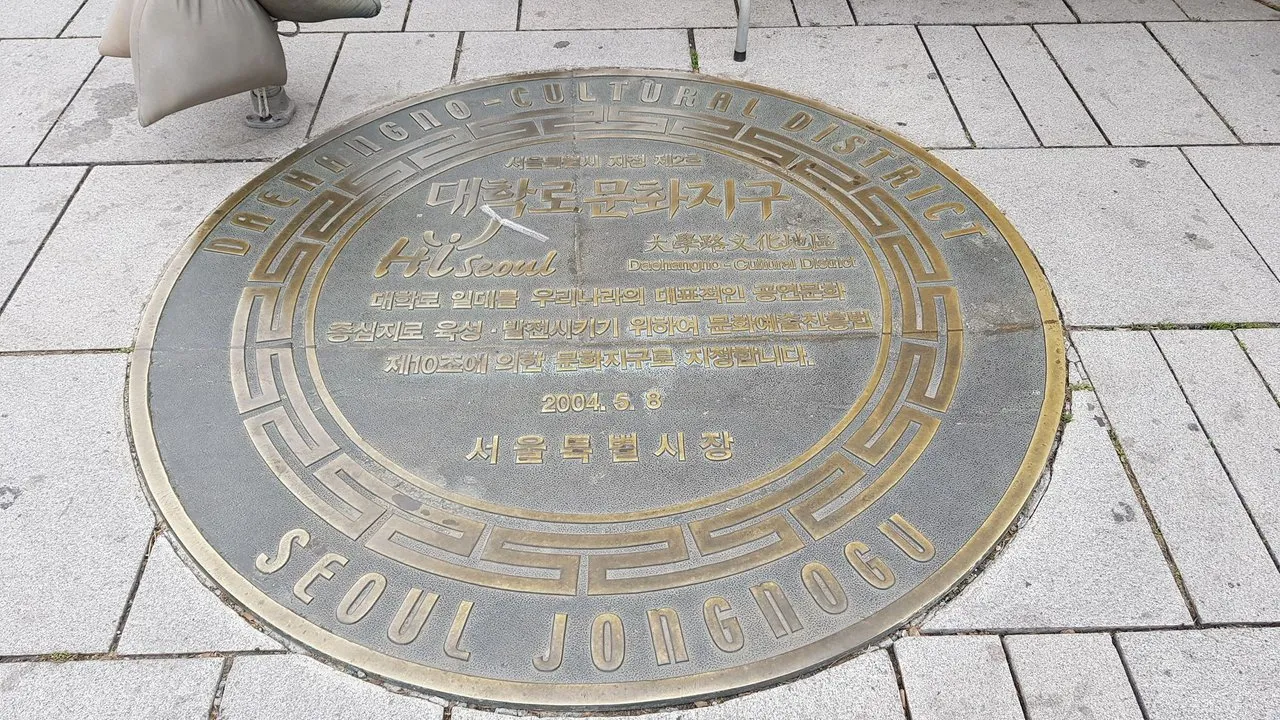 DAEHANGNO-CULTURAL DISTRICT
서울특별시 지정 제2호
대학로문화지구
Hi Seoul
大學路文化地區
Daehangno-Cultural District
대학로 일대를 우리나라의 대표적인 공연문화
중심지로 육성·발전시키기 위하여 문화예술진흥법
제10조에 의한 문화지구로 지정합니다.
2004. 5. 8
서울특별시장
SEOUL JONGNOGU